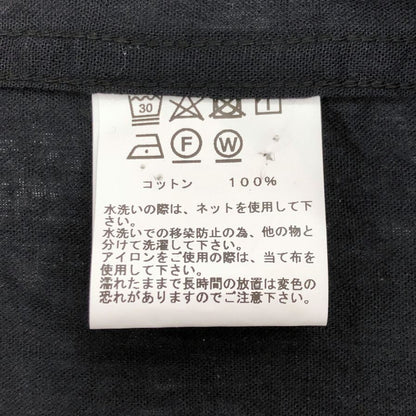 30
F W
コットン 100%
水洗いの際は、ネットを使用して下
さい。
水洗いでの移染防止の為、他の物と
分けて洗濯して下さい。
アイロンをご使用の際は、当て布を
使用して下さい。
濡れたままで長時間の放置は変色の
恐れがありますのでご注意下さい。